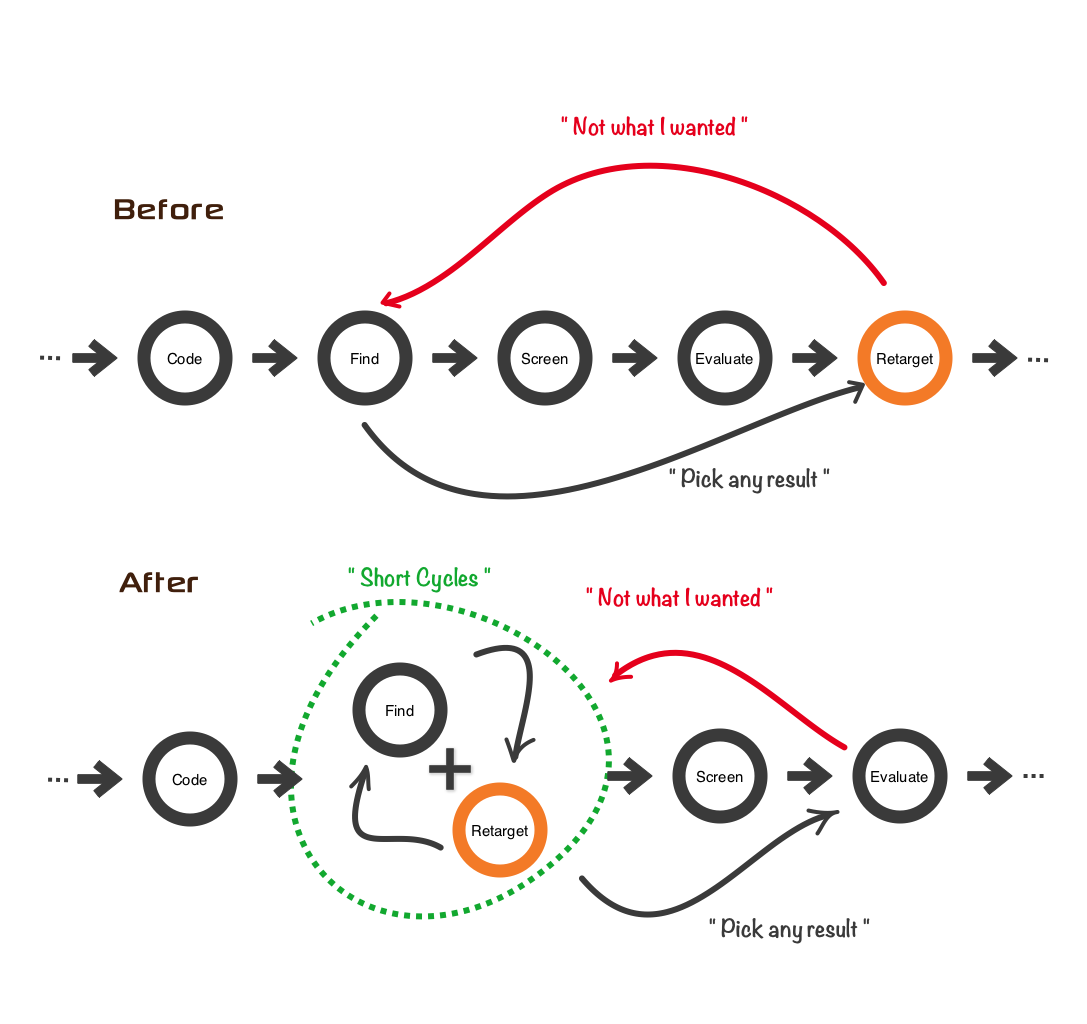 " Not what I wanted "
Before
... Code Find Screen Evaluate Retarget ...
" Pick any result "
After
" Short Cycles "
" Not what I wanted "
Find
... Code
+
Screen Evaluate ...
Retarget
" Pick any result "